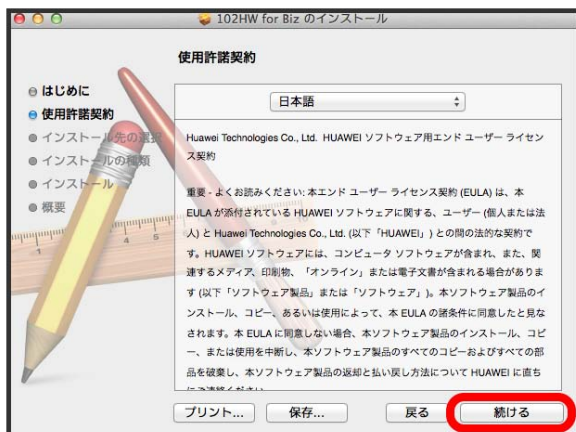 102HW for Biz のインストール
使用許諾契約
はじめに
使用許諾契約
インストール先の選択
インストールの種類
インストール
概要
日本語
Huawei Technologies Co., Ltd. HUAWEI ソフトウェア用エンド ユーザー ライセン
ス契約
重要 - よくお読みください: 本エンド ユーザー ライセンス契約 (EULA) は、本
EULA が添付されている HUAWEI ソフトウェアに関する、ユーザー (個人または法
人) と Huawei Technologies Co., Ltd. (以下「HUAWEI」) との間の法的な契約で
す。HUAWEI ソフトウェアには、コンピュータ ソフトウェアが含まれ、また、関
連するメディア、印刷物、「オンライン」または電子文書が含まれる場合がありま
す (以下「ソフトウェア製品」または「ソフトウェア」)。本ソフトウェア製品のイ
ンストール、コピー、あるいは使用によって、本 EULA の諸条件に同意したと見な
されます。本 EULA に同意しない場合、本ソフトウェア製品のインストール、コピ
ー、または使用を中断し、本ソフトウェア製品のすべてのコピーおよびすべての部
品を破棄し、本ソフトウェア製品の返却と払い戻し方法について HUAWEI に直ち
にご連絡ください
プリント...
保存...
戻る
続ける